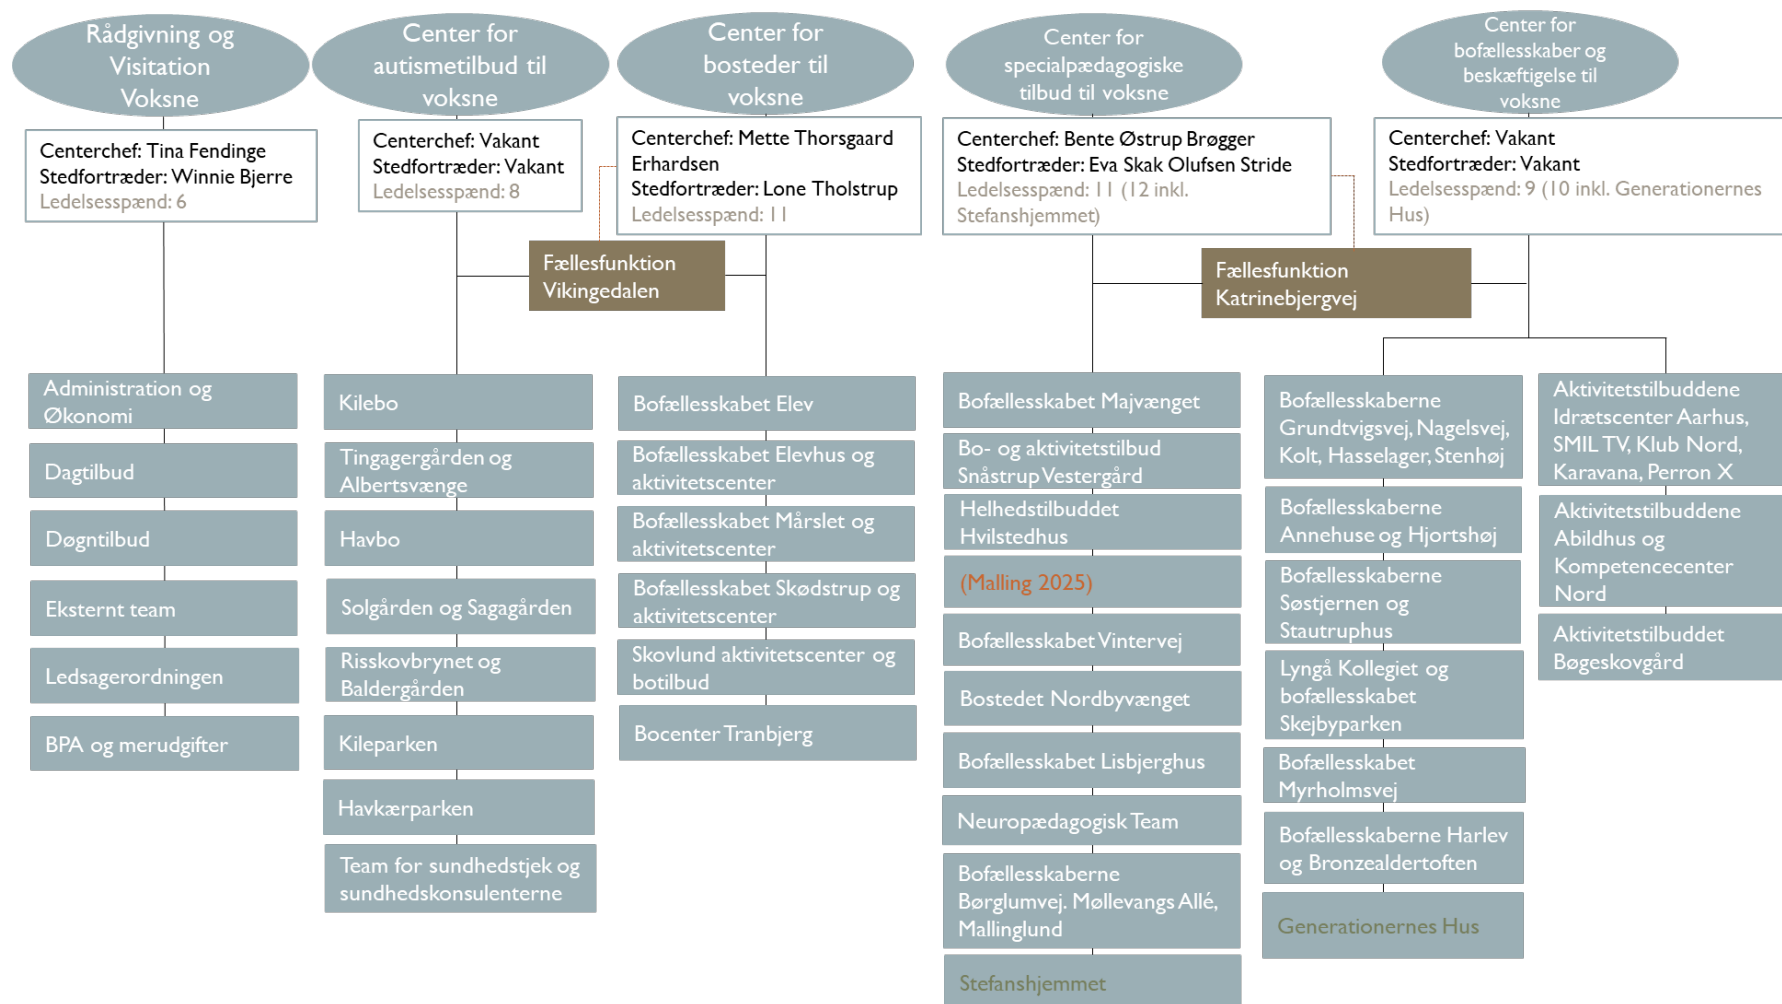 Rådgivning og
Visitation
Voksne
Centerchef: Tina Fendinge
Stedfortræder: Winnie Bjerre
Ledelsesspænd: 6
Administration og
Økonomi
Dagtilbud
Døgntilbud
Eksternt team
Ledsagerordningen
BPA og merudgifter
Center for
autismetilbud til
voksne
Centerchef: Vakant
Stedfortræder: Vakant
Ledelsesspænd: 8
Kilebo
Tingagergården og
Albertsvænge
Havbo
Solgården og Sagagården
Risskovbrynet og
Baldergården
Kileparken
Havkærparken
Team for sundhedstjek og
sundhedskonsulenterne
Center for
bosteder til
voksne
Centerchef: Mette Thorsgaard
Erhardsen
Stedfortræder: Lone Tholstrup
Ledelsesspænd: 11
Fællesfunktion
Vikingedalen
Bofællesskabet Elev
Bofællesskabet Elevhus og
aktivitetscenter
Bofællesskabet Mårslet og
aktivitetscenter
Bofællesskabet Skødstrup og
aktivitetscenter
Skovlund aktivitetscenter og
botilbud
Bocenter Tranbjerg
Center for
specialpædagogiske
tilbud til voksne
Centerchef: Bente Østrup Brøgger
Stedfortræder: Eva Skak Olufsen Stride
Ledelsesspænd: 11 (12 inkl.
Stefanshjemmet)
Bofællesskabet Majvænget
Bo- og aktivitetstilbud
Snåstrup Vestergård
Helhedstilbuddet
Hvilstedhus
(Malling 2025)
Bofællesskabet Vintervej
Bostedet Nordbyvænget
Bofællesskabet Lisbjerghus
Neuropædagogisk Team
Bofællesskaberne
Børglumvej. Møllevangs Allé,
Mallinglund
Stefanshjemmet
Center for
bofællesskaber og
beskæftigelse til
voksne
Centerchef: Vakant
Stedfortræder: Vakant
Ledelsesspænd: 9 (10 inkl. Generationernes
Hus)
Fællesfunktion
Katrinebjergvej
Bofællesskaberne
Grundtvigsvej, Nagelsvej,
Kolt, Hasselager, Stenhøj
Bofællesskaberne
Annehuse og Hjortshøj
Bofællesskaberne
Søstjernen og
Stautruphus
Lyngå Kollegiet og
bofællesskabet
Skejbyparken
Bofællesskabet
Myrholmsvej
Bofællesskaberne Harlev
og Bronzealdertoften
Generationernes Hus
Aktivitetstilbuddene
Idrætscenter Aarhus,
SMIL TV, Klub Nord,
Karavana, Perron X
Aktivitetstilbuddene
Abildhus og
Kompetencecenter
Nord
Aktivitetstilbuddet
Bøgeskovgård